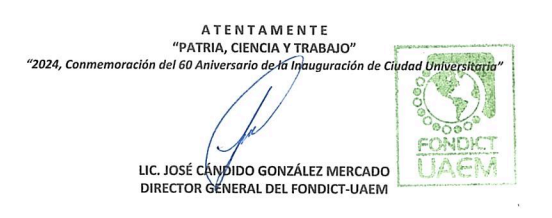 ATENTAMENTE
“PATRIA, CIENCIA Y TRABAJO”
“2024, Conmemoración del 60 Aniversario de la Inauguración de Ciudad Universitaria”
FONDICT
UAEM
LIC. JOSÉ CÁNDIDO GONZÁLEZ MERCADO
DIRECTOR GENERAL DEL FONDICT-UAEM